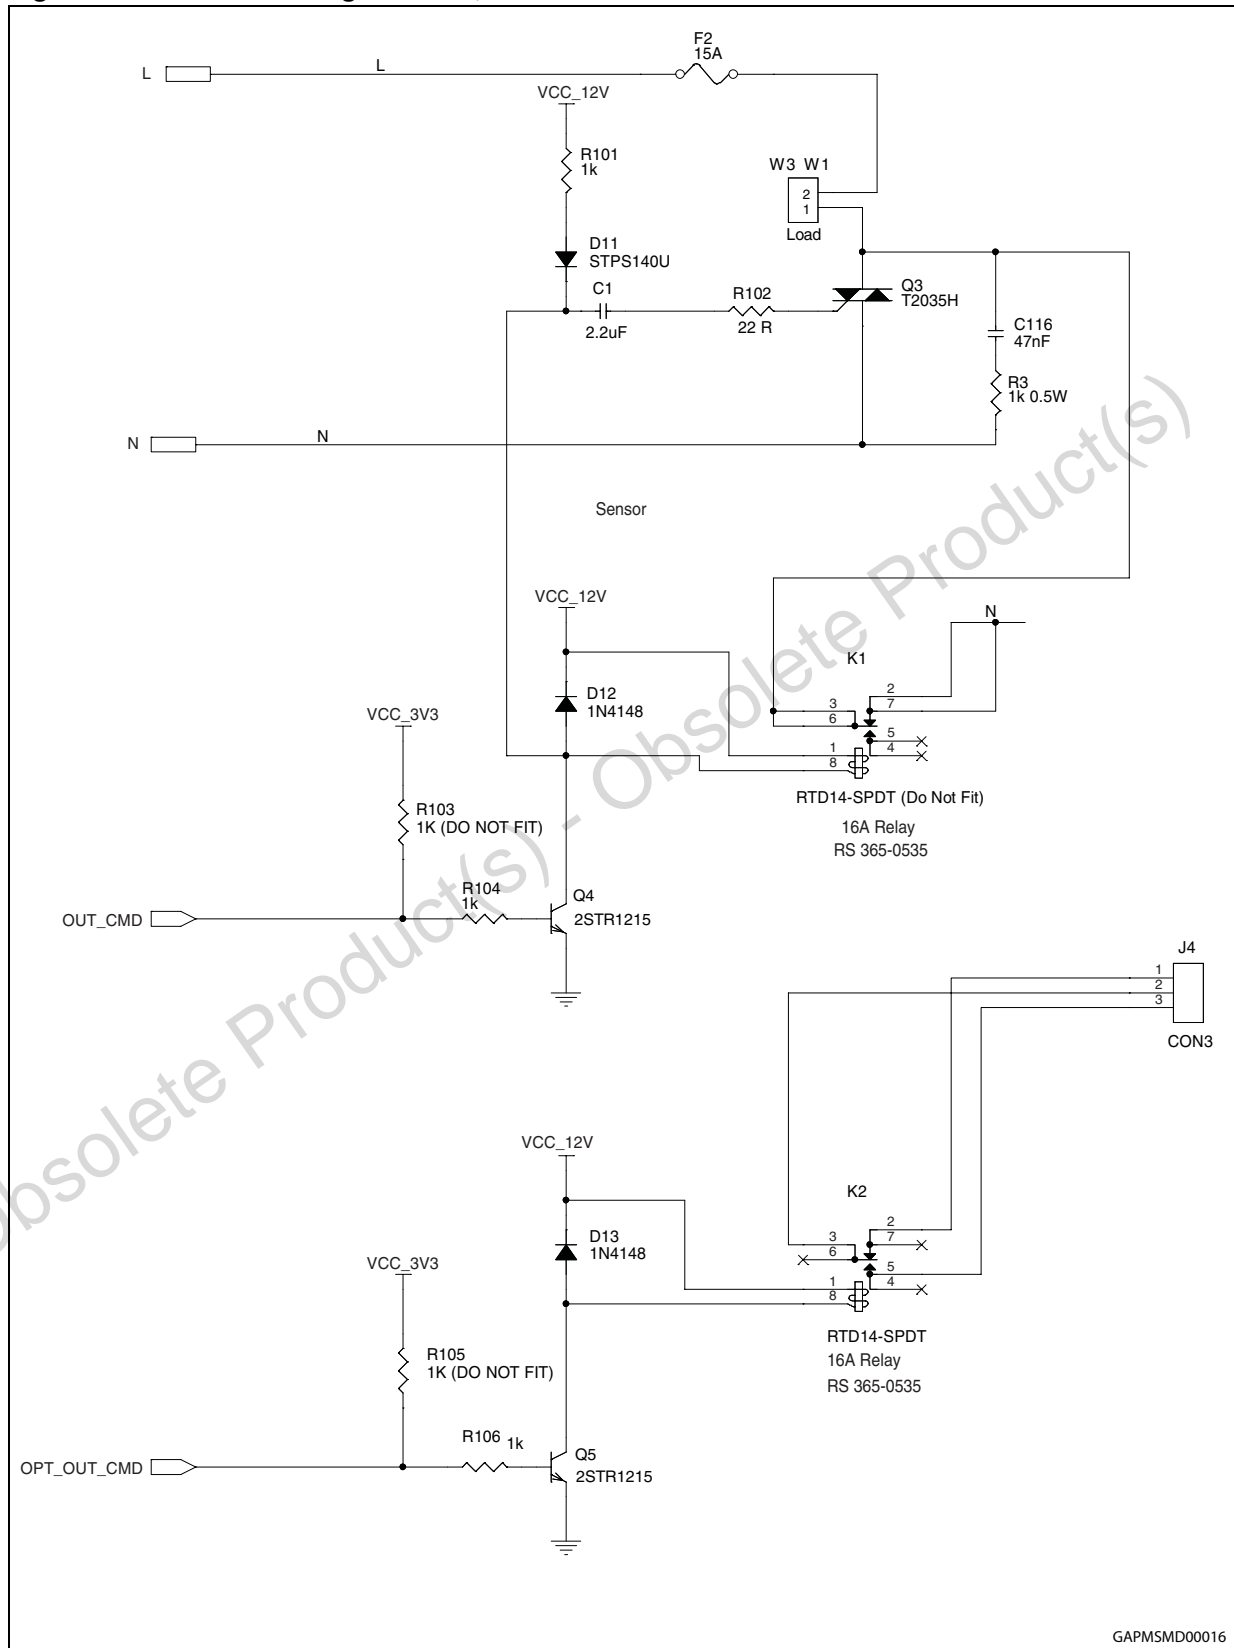 F2
15A
L
L
VCC_12V
R101
1k
W3 W1
2
1
Load
D11
STPS140U
C1
2.2uF
R102
22 R
Q3
T2035H
C116
47nF
R3
1k 0.5W
N
N
Sensor
VCC_12V
N
K1
D12
1N4148
2
3
7
6
5
1
4
8
VCC_3V3
RTD14-SPDT (Do Not Fit)
16A Relay
RS 365-0535
R103
1K (DO NOT FIT)
R104
1k
Q4
2STR1215
OUT_CMD
J4
1
2
3
CON3
VCC_12V
K2
D13
1N4148
2
3
7
6
5
1
4
8
VCC_3V3
RTD14-SPDT
16A Relay
RS 365-0535
R105
1K (DO NOT FIT)
R106
1k
Q5
2STR1215
OPT_OUT_CMD
GAPMSMD00016
Obsolete Product(s) - Obsolete Product(s)